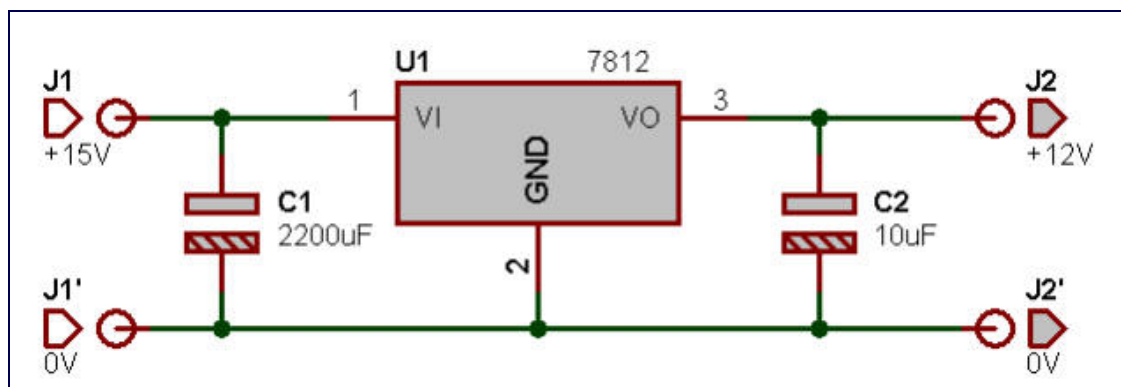 U1 7812
J1
1
VI
VO
3
J2
+15V
+12V
GND
C1
2200uF
C2
10uF
2
J1'
J2'
0V
0V